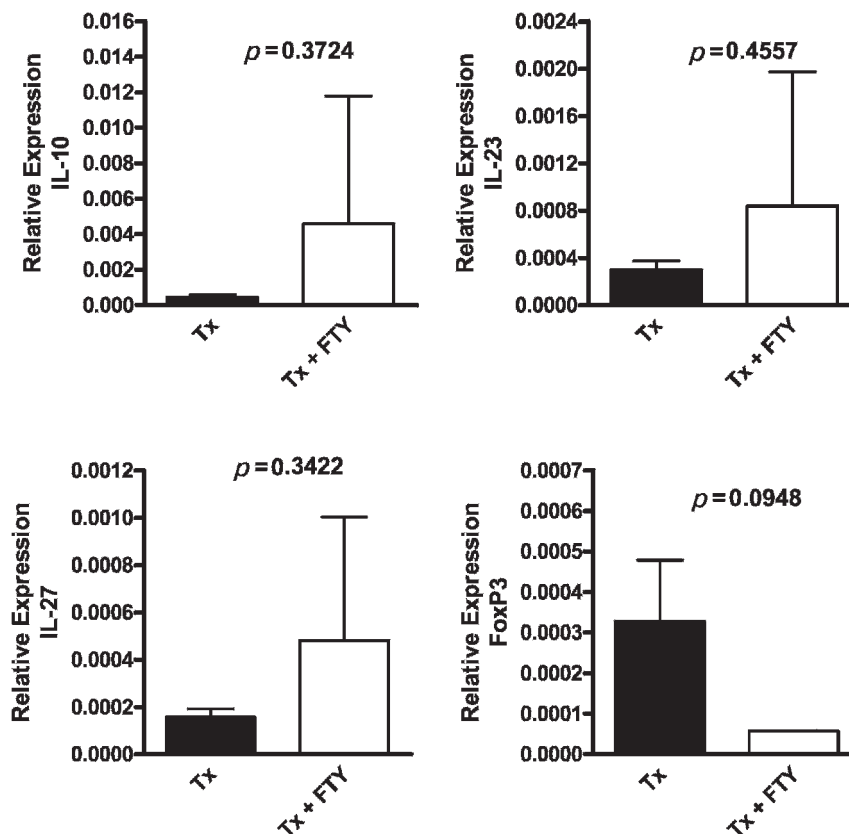 Relative Expression
IL-10
0.016
0.014
0.012
0.010
0.008
0.006
0.004
0.002
0.000
p=0.3724
Tx
Tx + FTY
Relative Expression
IL-23
0.0024
0.0020
0.0016
0.0012
0.0008
0.0004
0.0000
p=0.4557
Tx
Tx + FTY
Relative Expression
IL-27
0.0012
0.0010
0.0008
0.0006
0.0004
0.0002
0.0000
p=0.3422
Tx
Tx + FTY
Relative Expression
FoxP3
0.0007
0.0006
0.0005
0.0004
0.0003
0.0002
0.0001
0.0000
p=0.0948
Tx
Tx + FTY